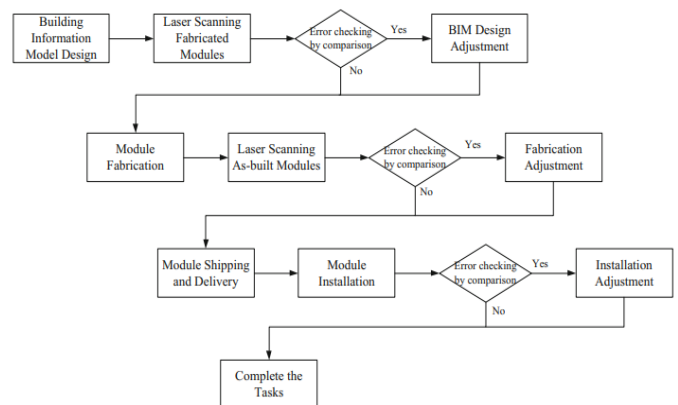 Building
Information
Model Design
Laser Scanning
Fabricated
Modules
Error checking
by comparison
Yes
BIM Design
Adjustment
No
Module
Fabrication
Laser Scanning
As-built Modules
Error checking
by comparison
Yes
Fabrication
Adjustment
No
Module Shipping
and Delivery
Module
Installation
Error checking
by comparison
Yes
Installation
Adjustment
No
Complete the
Tasks